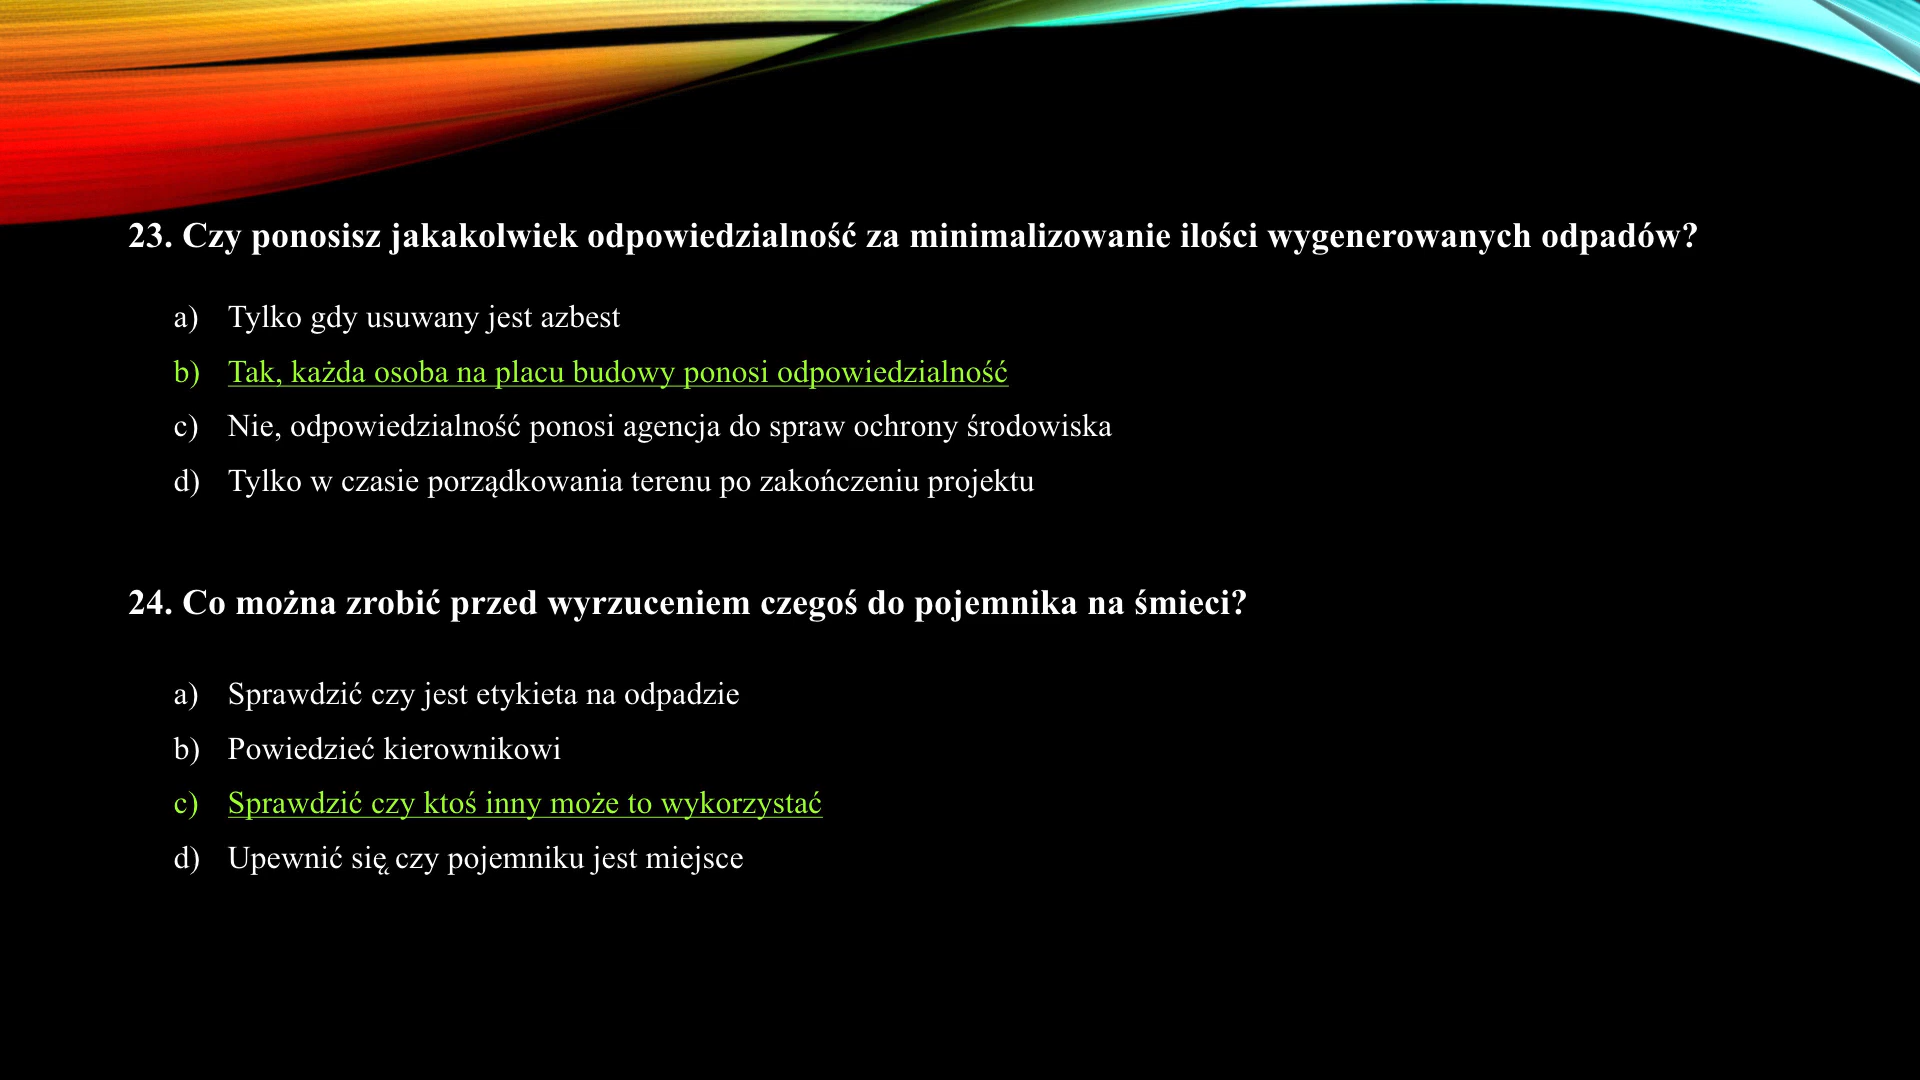 23. Czy ponosisz jakakolwiek odpowiedzialność za minimalizowanie ilości wygenerowanych odpadów?
a) Tylko gdy usuwany jest azbest
b) Tak, każda osoba na placu budowy ponosi odpowiedzialność
c) Nie, odpowiedzialność ponosi agencja do spraw ochrony środowiska
d) Tylko w czasie porządkowania terenu po zakończeniu projektu
24. Co można zrobić przed wyrzuceniem czegoś do pojemnika na śmieci?
a) Sprawdzić czy jest etykieta na odpadzie
b) Powiedzieć kierownikowi
c) Sprawdzić czy ktoś inny może to wykorzystać
d) Upewnić się czy pojemniku jest miejsce